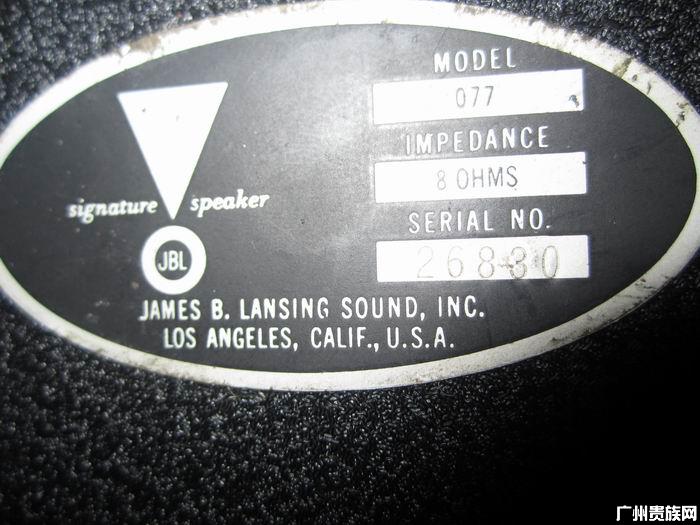 MODEL
077
IMPEDANCE
8 OHMS
SERIAL NO.
26830
signature speaker
JBL
JAMES B. LANSING SOUND, INC.
LOS ANGELES, CALIF., U.S.A.
广州贵族网